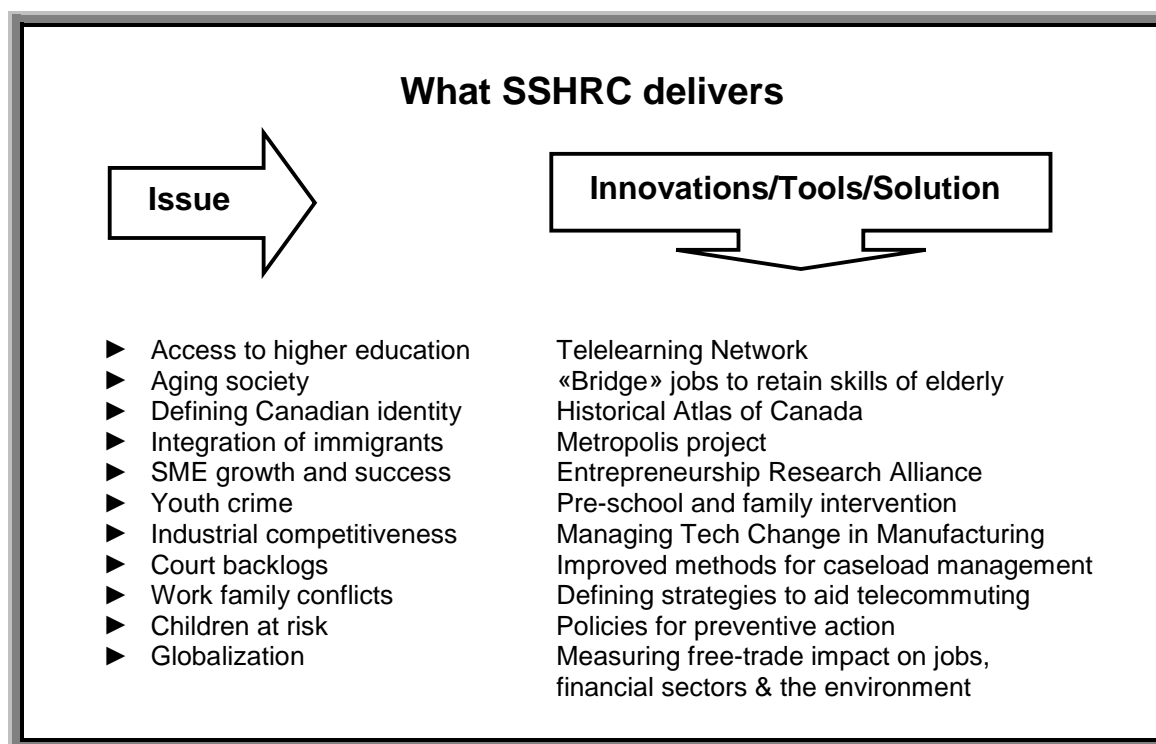 What SSHRC delivers
Issue
Innovations/Tools/Solution
► Access to higher education Telelearning Network
► Aging society «Bridge» jobs to retain skills of elderly
► Defining Canadian identity Historical Atlas of Canada
► Integration of immigrants Metropolis project
► SME growth and success Entrepreneurship Research Alliance
► Youth crime Pre-school and family intervention
► Industrial competitiveness Managing Tech Change in Manufacturing
► Court backlogs Improved methods for caseload management
► Work family conflicts Defining strategies to aid telecommuting
► Children at risk Policies for preventive action
► Globalization Measuring free-trade impact on jobs,
financial sectors & the environment